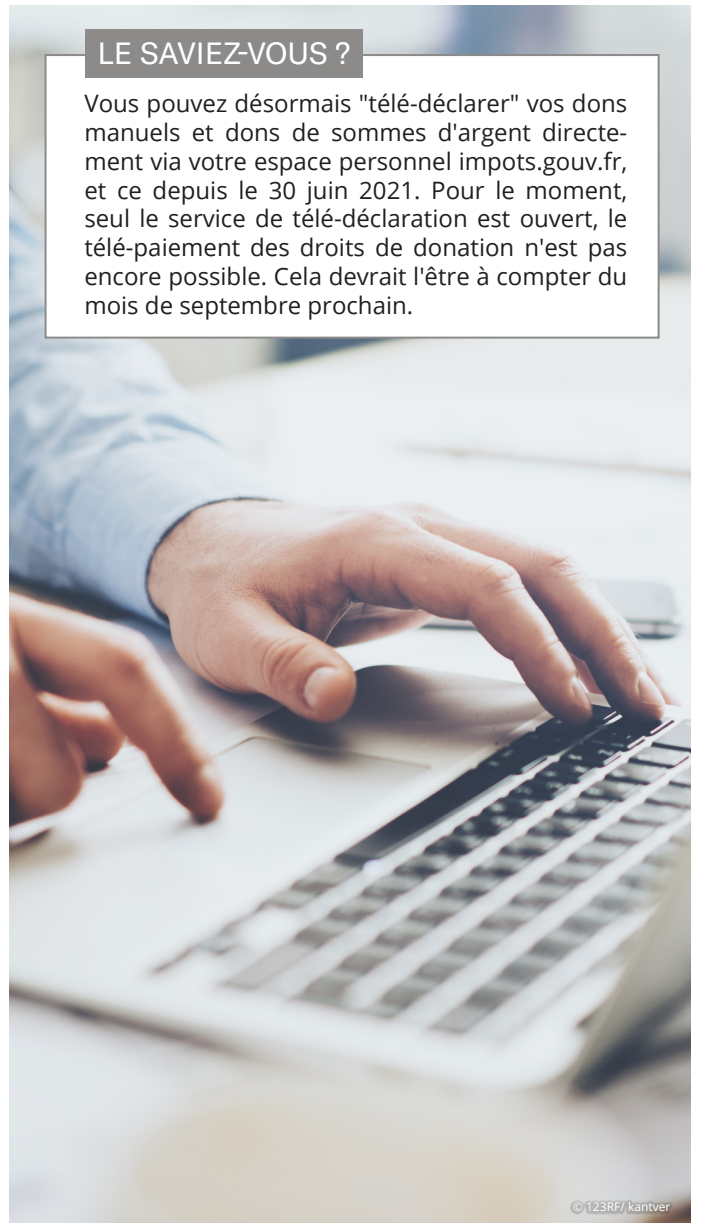 LE SAVIEZ-VOUS ?
Vous pouvez désormais "télé-déclarer" vos dons
manuels et dons de sommes d'argent directe-
ment via votre espace personnel impots.gouv.fr,
et ce depuis le 30 juin 2021. Pour le moment,
seul le service de télé-déclaration est ouvert, le
télé-paiement des droits de donation n'est pas
encore possible. Cela devrait l'être à compter du
mois de septembre prochain.
© 123RF/ kantver